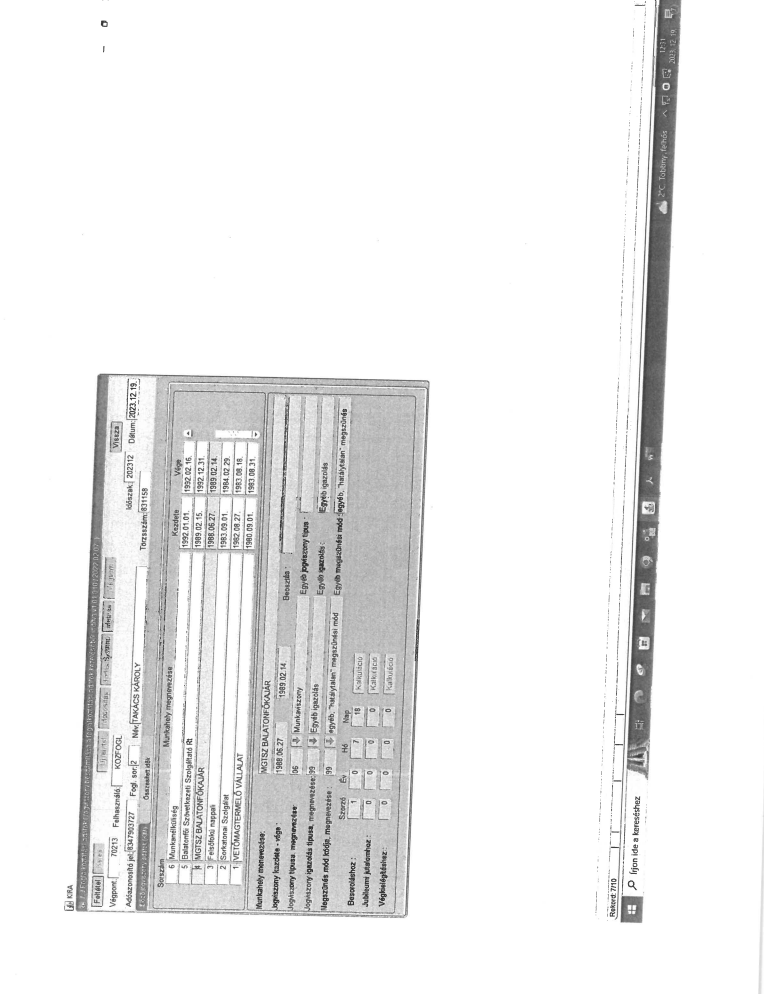 KIRA
Feltétel
Vissza
Végpont: 70213 Felhasználó: KOZFOGL Időszak: 202312 Dátum: 2023.12.19.
Adóazonosító jel: 8347903727 Fogl. sor: 2 Név: TAKÁCS KÁROLY Törzsszám: 831158
Összesített idők
Sorszám Munkahely megnevezése Kezdete Vége
6 Munkanélküliség 1992.01.01. 1992.02.16.
5 Balatonfői Szövetkezeti Szolgáltató Rt 1989.02.15. 1992.12.31.
4 MGTSZ BALATONFŐKAJÁR 1988.06.27. 1989.02.14.
3 Felsőfokú nappali 1983.09.01. 1984.02.29.
2 Sorkatonai Szolgálat 1982.08.27. 1983.08.18.
1 VETŐMAGTERMELŐ VÁLLALAT 1980.09.01. 1983.08.31.
Munkahely menevezése: MGTSZ BALATONFŐKAJÁR
Jogviszony kezdete - vége: 1988.06.27 1989.02.14. Beosztás:
Jogviszony típusa, megnevezése: 06 Munkaviszony Egyéb jogviszony típus:
Jogviszony igazolás típusa, megnevezése: 99 Egyéb igazolás Egyéb igazolás: Egyéb igazolás
Megszűnés mód kódja, megnevezése: 99 egyéb, "hatálytalan" megszűnési mód Egyéb megszűnési mód: egyéb, "hatálytalan" megszűnés
Szorzó Év Hó Nap
Besoroláshoz: 1 0 7 18 Kalkuláció
Jubileumi jutalomhoz: 0 0 0 0 Kalkuláció
Végkielégítéshez: 0 0 0 0 Kalkuláció
Rekord: 7/10
Írjon ide a kereséshez
2°C Többny. felhős
12:31
2023.12.19.